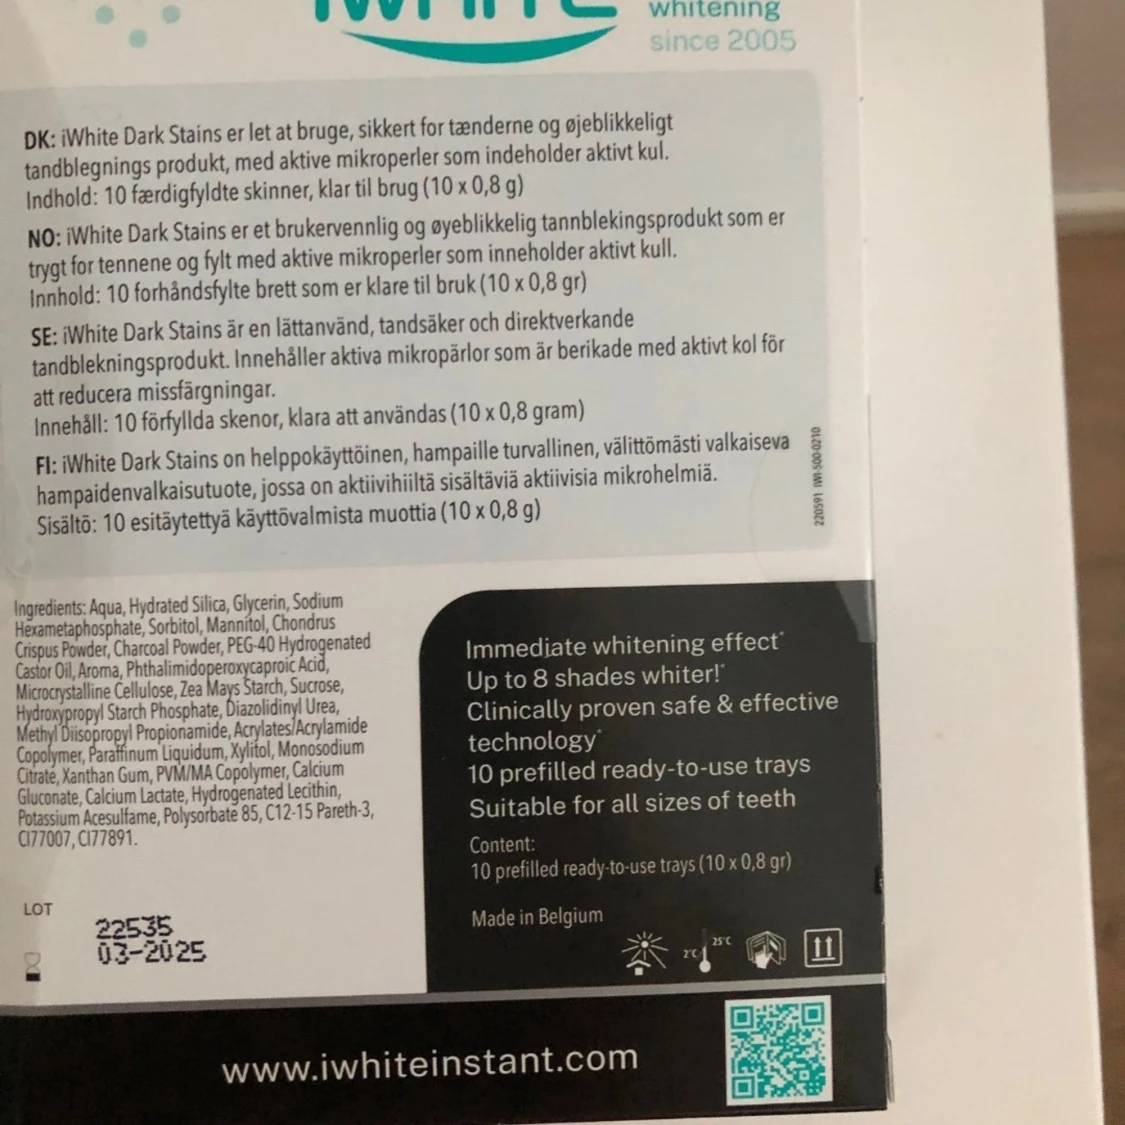 iWHITE
whitening
since 2005
DK: iWhite Dark Stains er let at bruge, sikkert for tænderne og øjeblikkeligt
tandblegnings produkt, med aktive mikroperler som indeholder aktivt kul.
Indhold: 10 færdigfyldte skinner, klar til brug (10 x 0,8 g)
NO: iWhite Dark Stains er et brukervennlig og øyeblikkelig tannblekingsprodukt som er
trygt for tennene og fylt med aktive mikroperler som inneholder aktivt kull.
Innhold: 10 forhåndsfylte brett som er klare til bruk (10 x 0,8 gr)
SE: iWhite Dark Stains är en lättanvänd, tandsäker och direktverkande
tandblekningsprodukt. Innehåller aktiva mikropärlor som är berikade med aktivt kol för
att reducera missfärgningar.
Innehåll: 10 förfyllda skenor, klara att användas (10 x 0,8 gram)
FI: iWhite Dark Stains on helppokäyttöinen, hampaille turvallinen, välittömästi valkaiseva
hampaidenvalkaisutuote, jossa on aktiivihiiltä sisältäviä aktiivisia mikrohelmiä.
Sisältö: 10 esitäytettyä käyttövalmista muottia (10 x 0,8 g)
220591 IWI-500-0210
Ingredients: Aqua, Hydrated Silica, Glycerin, Sodium
Hexametaphosphate, Sorbitol, Mannitol, Chondrus
Crispus Powder, Charcoal Powder, PEG-40 Hydrogenated
Castor Oil, Aroma, Phthalimidoperoxycaproic Acid,
Microcrystalline Cellulose, Zea Mays Starch, Sucrose,
Hydroxypropyl Starch Phosphate, Diazolidinyl Urea,
Methyl Diisopropyl Propionamide, Acrylates/Acrylamide
Copolymer, Paraffinum Liquidum, Xylitol, Monosodium
Citrate, Xanthan Gum, PVM/MA Copolymer, Calcium
Gluconate, Calcium Lactate, Hydrogenated Lecithin,
Potassium Acesulfame, Polysorbate 85, C12-15 Pareth-3,
CI77007, CI77891.
LOT
22535
03-2025
Immediate whitening effect*
Up to 8 shades whiter!*
Clinically proven safe & effective
technology*
10 prefilled ready-to-use trays
Suitable for all sizes of teeth
Content:
10 prefilled ready-to-use trays (10 x 0,8 gr)
Made in Belgium
2°C 25°C
www.iwhiteinstant.com